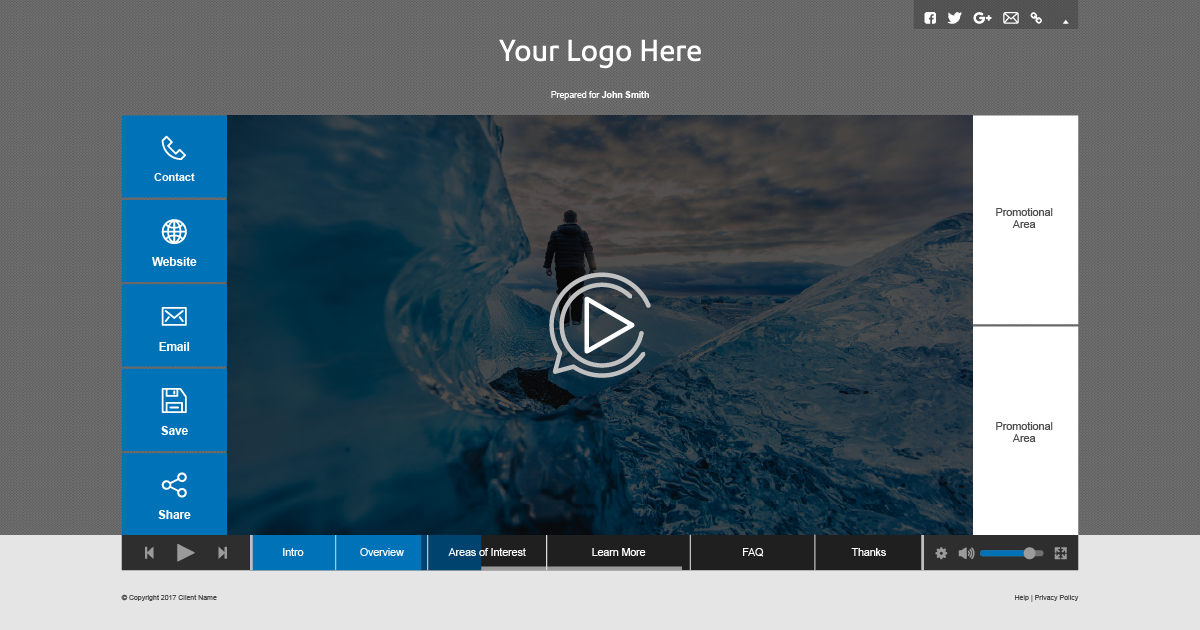 Your Logo Here
Prepared for John Smith
Contact
Website
Email
Save
Share
Promotional
Area
Promotional
Area
Intro
Overview
Areas of Interest
Learn More
FAQ
Thanks
© Copyright 2017 Client Name
Help | Privacy Policy